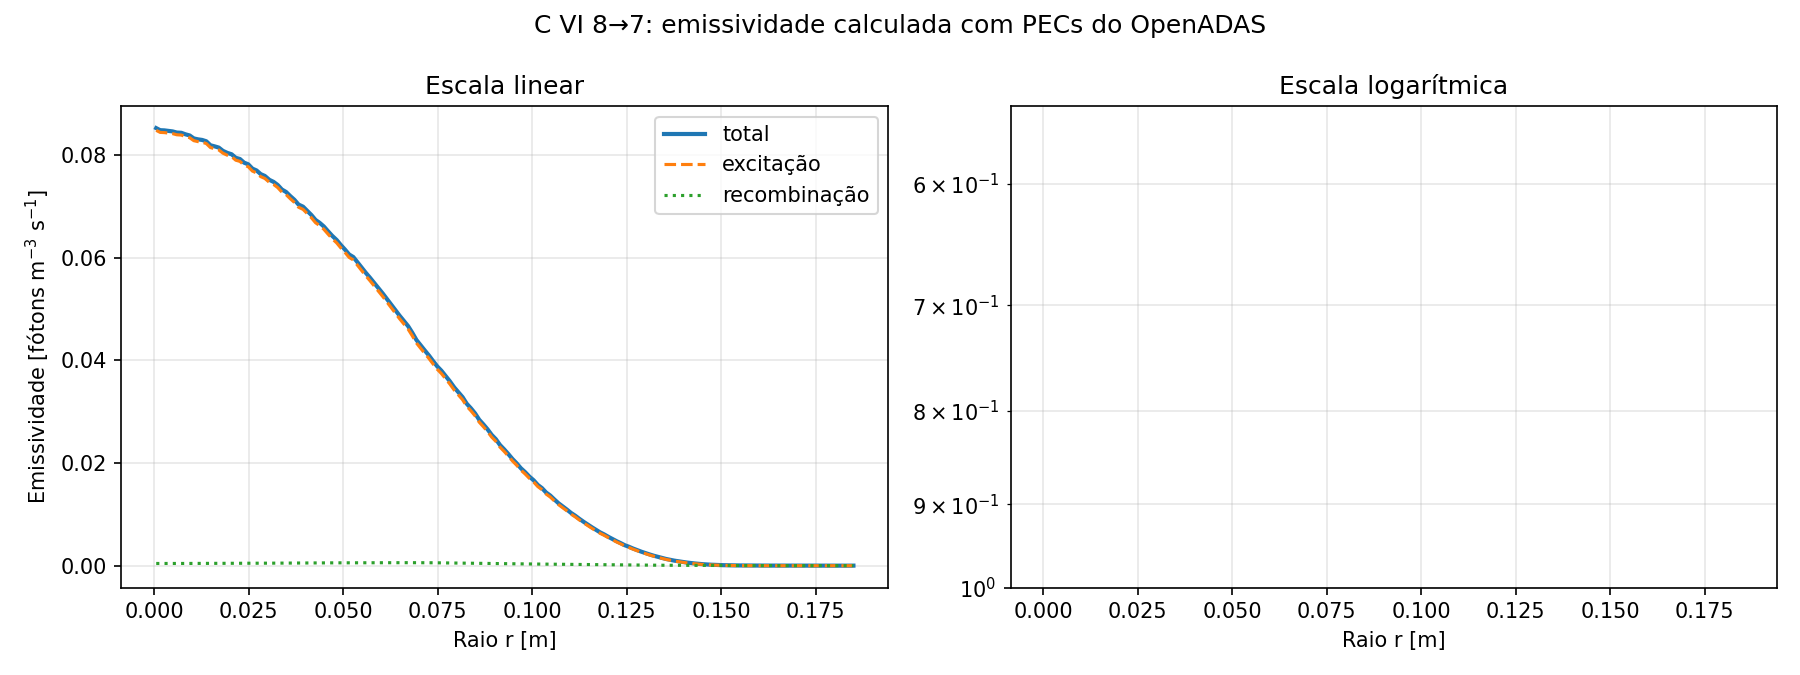 C VI 8→7: emissividade calculada com PECs do OpenADAS
Escala linear
Emissividade [fótons m⁻³ s⁻¹]
0.08
0.06
0.04
0.02
0.00
total
excitação
recombinação
0.000 0.025 0.050 0.075 0.100 0.125 0.150 0.175
Raio r [m]
Escala logarítmica
6 × 10⁻¹
7 × 10⁻¹
8 × 10⁻¹
9 × 10⁻¹
10⁰
0.000 0.025 0.050 0.075 0.100 0.125 0.150 0.175
Raio r [m]